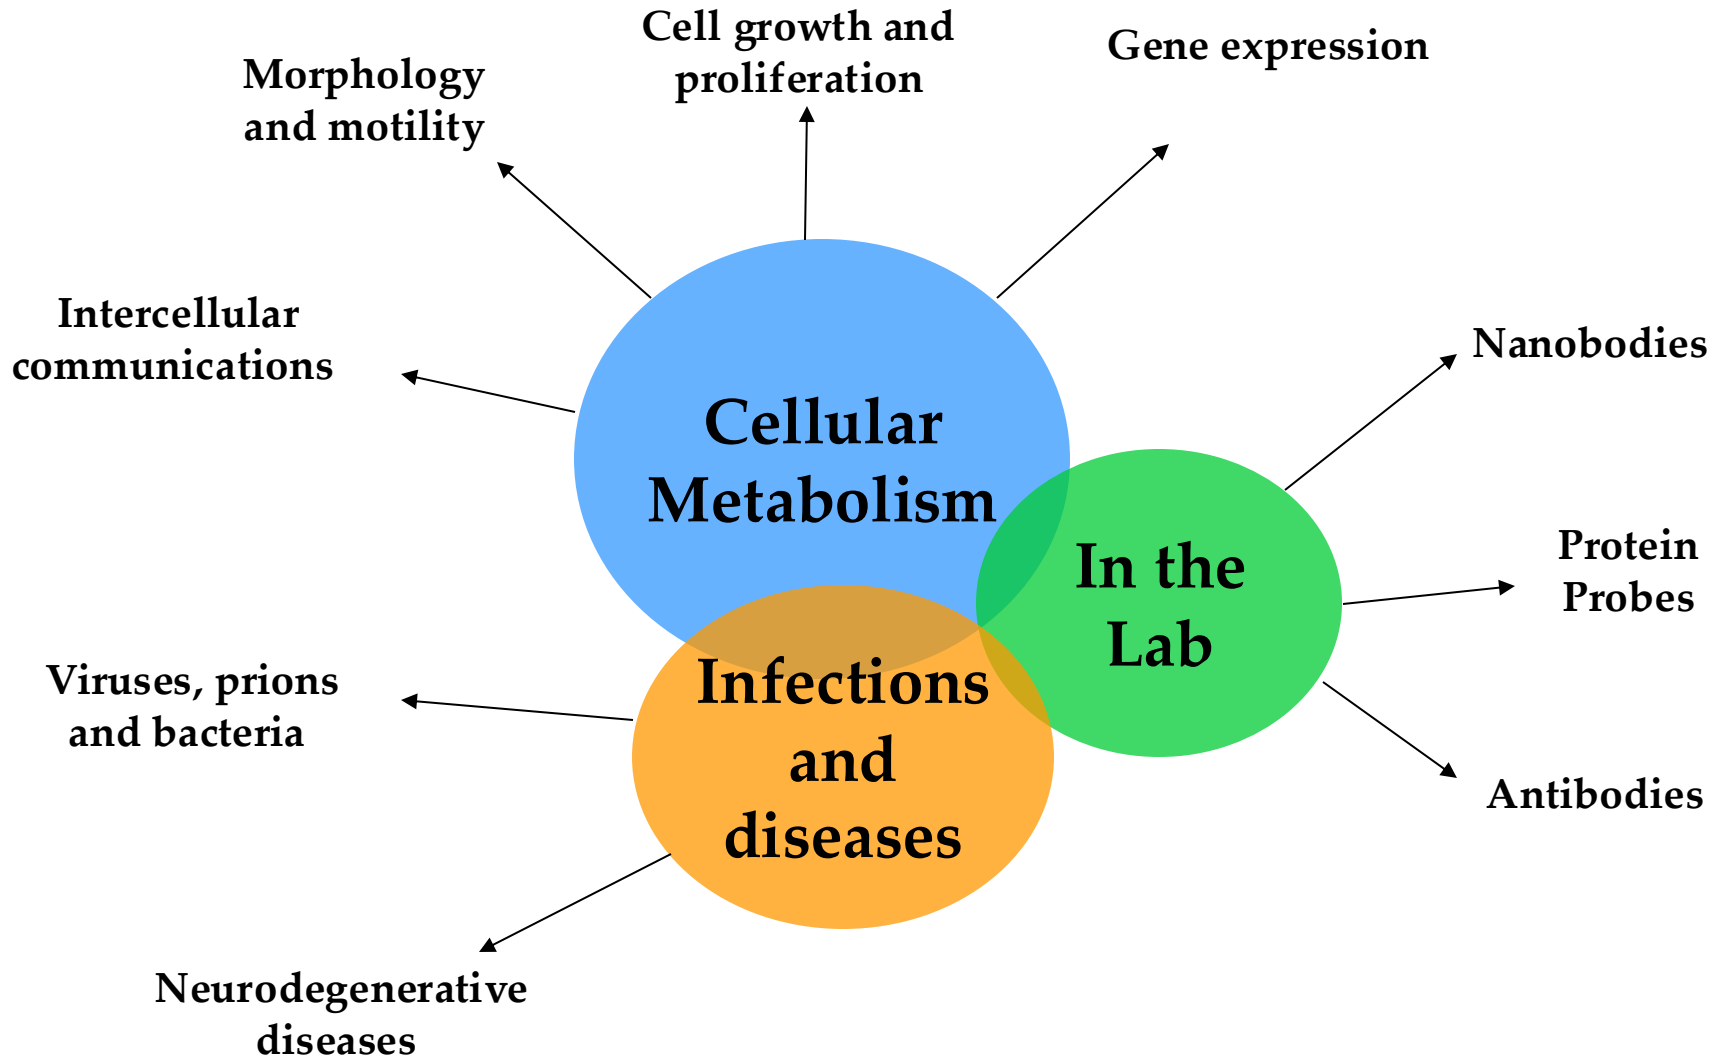 Cell growth and
proliferation
Gene expression
Morphology
and motility
Intercellular
communications
Nanobodies
Cellular
Metabolism
In the
Lab
Protein
Probes
Viruses, prions
and bacteria
Infections
and
diseases
Antibodies
Neurodegenerative
diseases